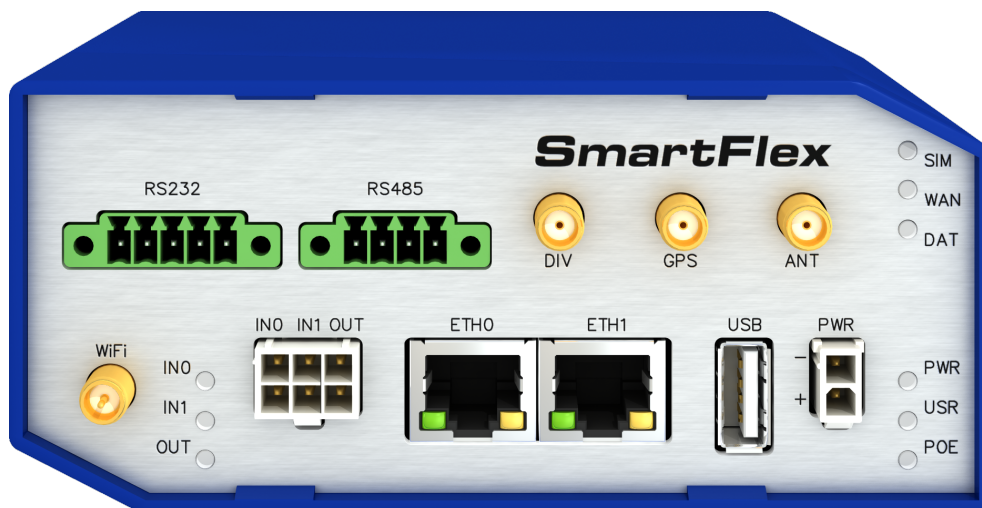 SmartFlex
SIM
WAN
DAT
RS232
RS485
DIV
GPS
ANT
WiFi
IN0
IN1
OUT
IN0 IN1 OUT
ETH0
ETH1
USB
PWR
−
+
PWR
USR
POE